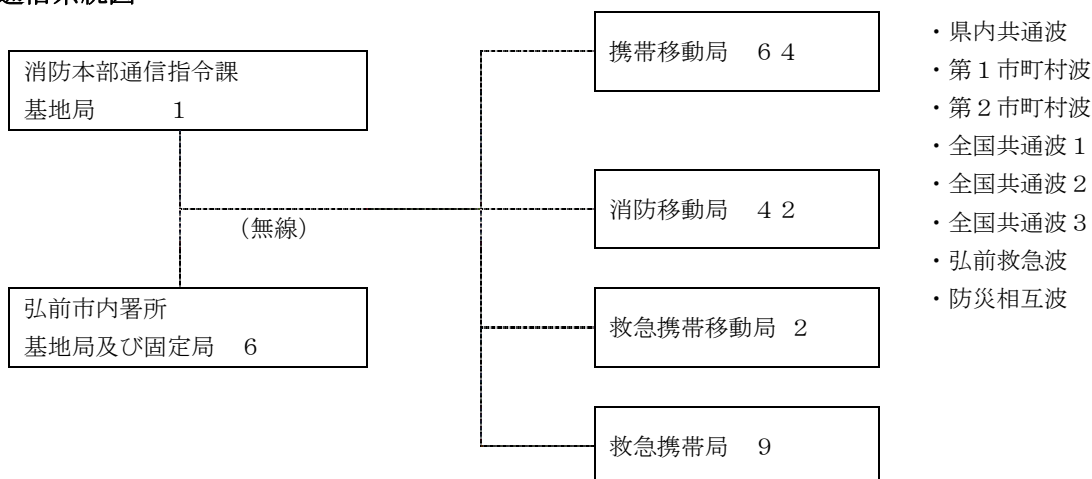 通信系統図
消防本部通信指令課
基地局　　　1
（無線）
弘前市内署所
基地局及び固定局　6
携帯移動局　６４
消防移動局　４２
救急携帯移動局　2
救急携帯局　９
・県内共通波
・第１市町村波
・第２市町村波
・全国共通波１
・全国共通波２
・全国共通波３
・弘前救急波
・防災相互波